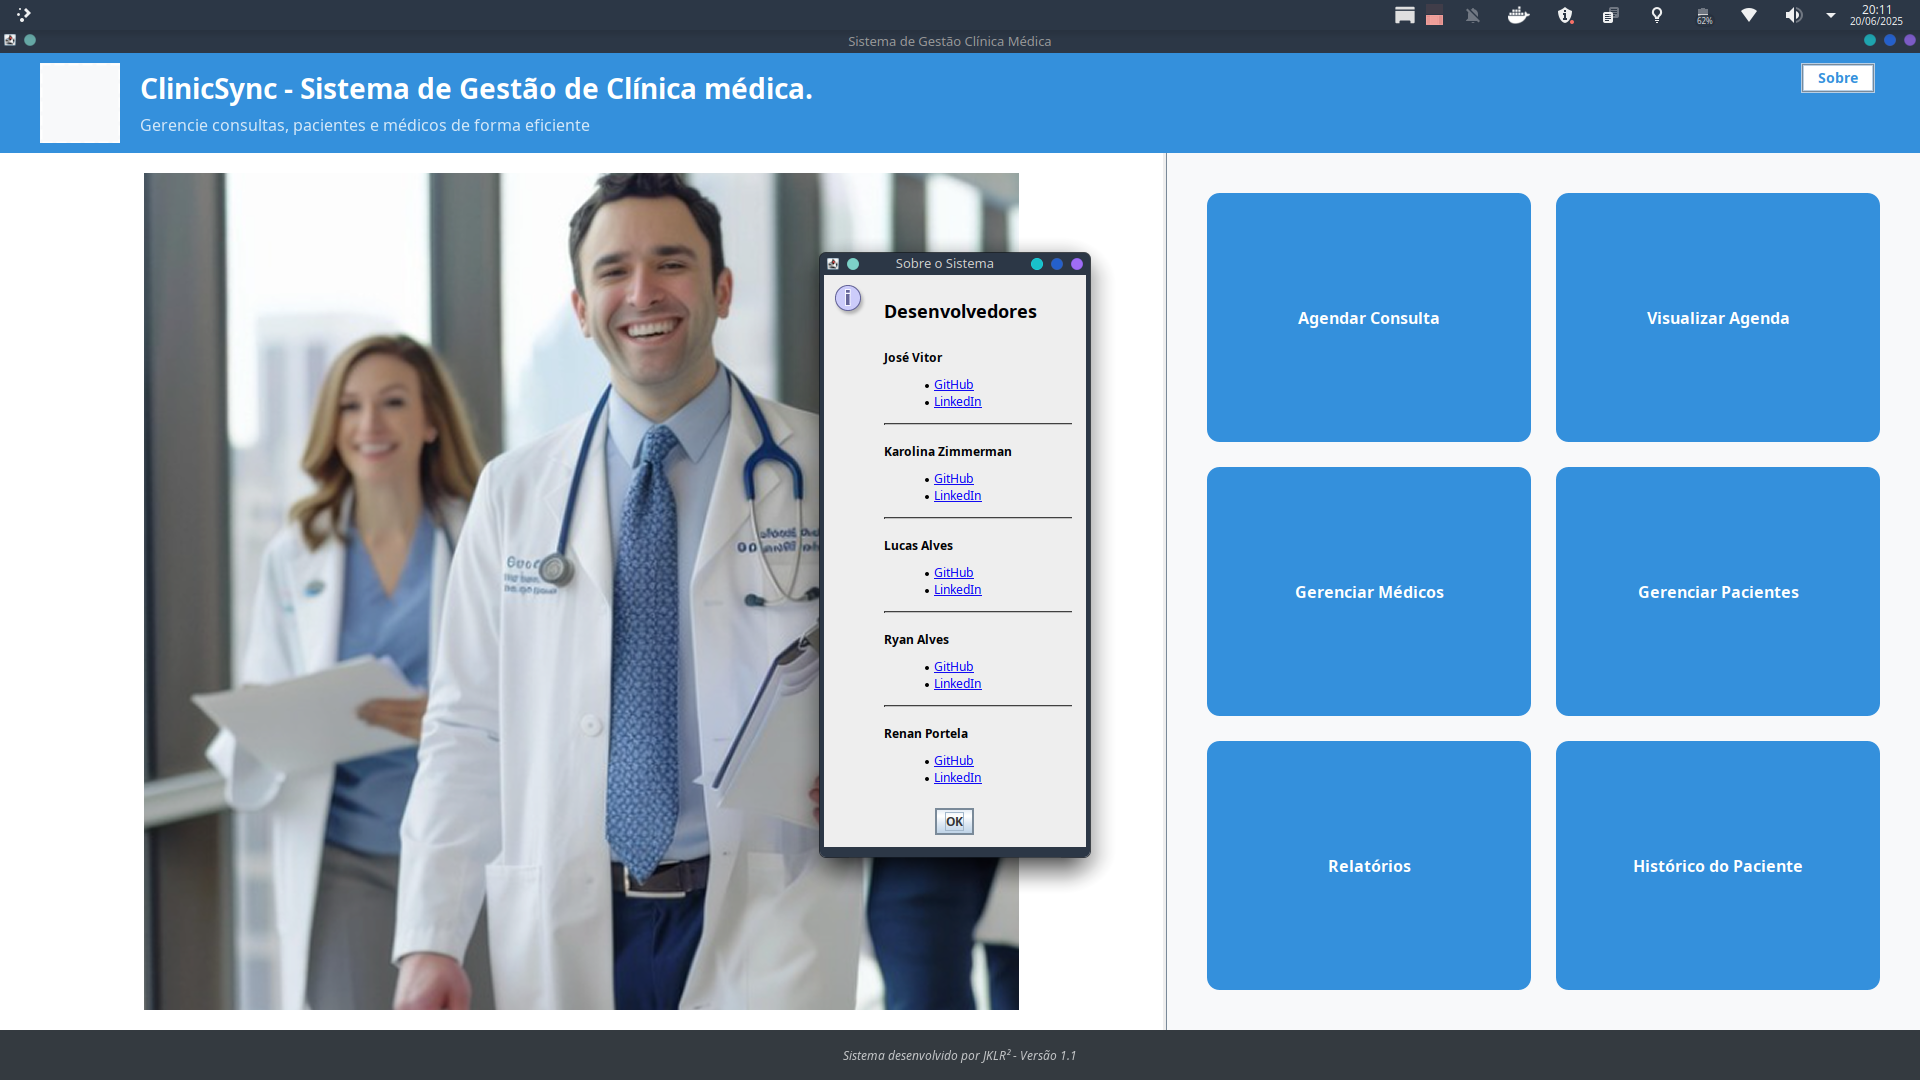 20:11
62%
20/06/2025
Sistema de Gestão Clínica Médica
ClinicSync - Sistema de Gestão de Clínica médica.
Gerencie consultas, pacientes e médicos de forma eficiente
Sobre
Sobre o Sistema
Desenvolvedores
José Vitor
GitHub
LinkedIn
Karolina Zimmerman
GitHub
LinkedIn
Lucas Alves
GitHub
LinkedIn
Ryan Alves
GitHub
LinkedIn
Renan Portela
GitHub
LinkedIn
OK
Agendar Consulta
Visualizar Agenda
Gerenciar Médicos
Gerenciar Pacientes
Relatórios
Histórico do Paciente
Sistema desenvolvido por JKLR² - Versão 1.1